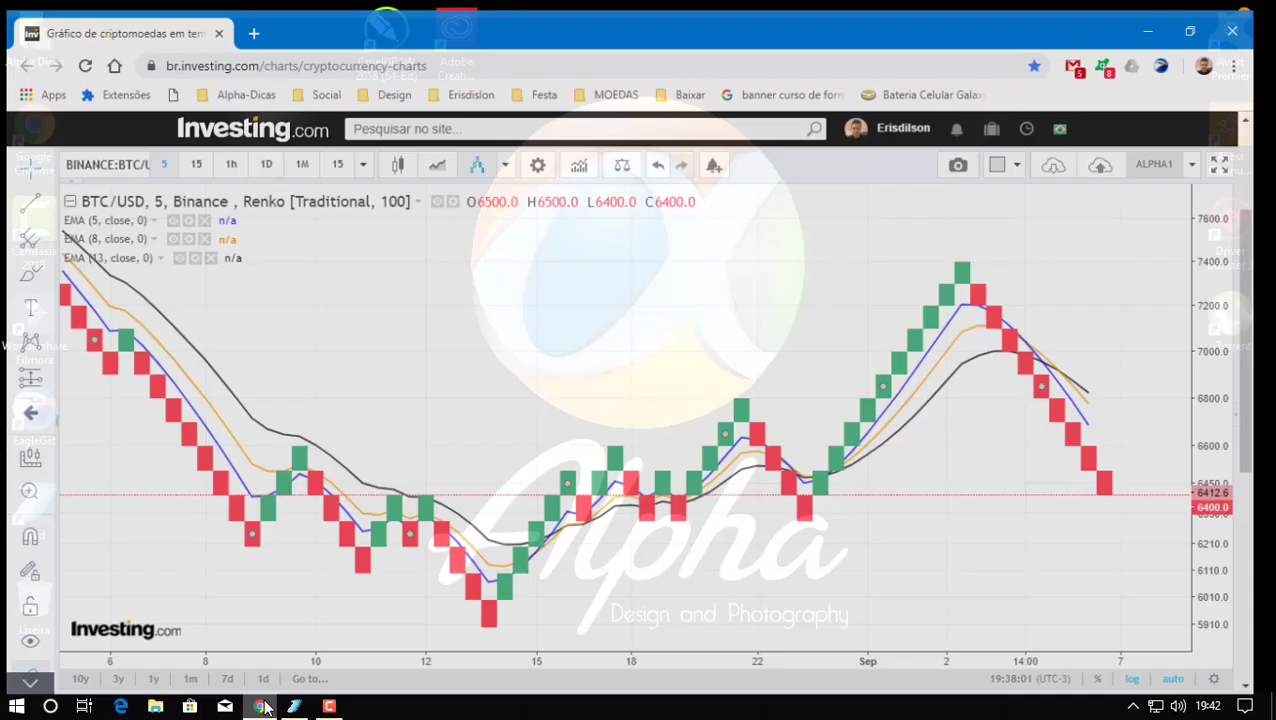 Gráfico de criptomoedas em tem
br.investing.com/charts/cryptocurrency-charts
5
8
Apps
Extensões
Alpha-Dicas
Social
Design
Erisdislon
Festa
MOEDAS
Baixar
banner curso de for
Bateria Celular Galax
Investing.com
Pesquisar no site...
Erisdilson
BINANCE:BTC/U
5
15
1h
1D
1M
15
ALPHA1
BTC/USD, 5, Binance , Renko [Traditional, 100]
O6500.0 H6500.0 L6400.0 C6400.0
EMA (5, close, 0) n/a
EMA (8, close, 0) n/a
EMA (13, close, 0) n/a
7600.0
7400.0
7200.0
7000.0
6800.0
6600.0
6450.0
6412.6
6400.0
6210.0
6110.0
6010.0
5910.0
Alpha
Design and Photography
Investing.com
6
8
10
12
15
18
22
Sep
2
14:00
7
10y
3y
1y
1m
7d
1d
Go to...
19:38:01 (UTC-3)
%
log
auto
19:42